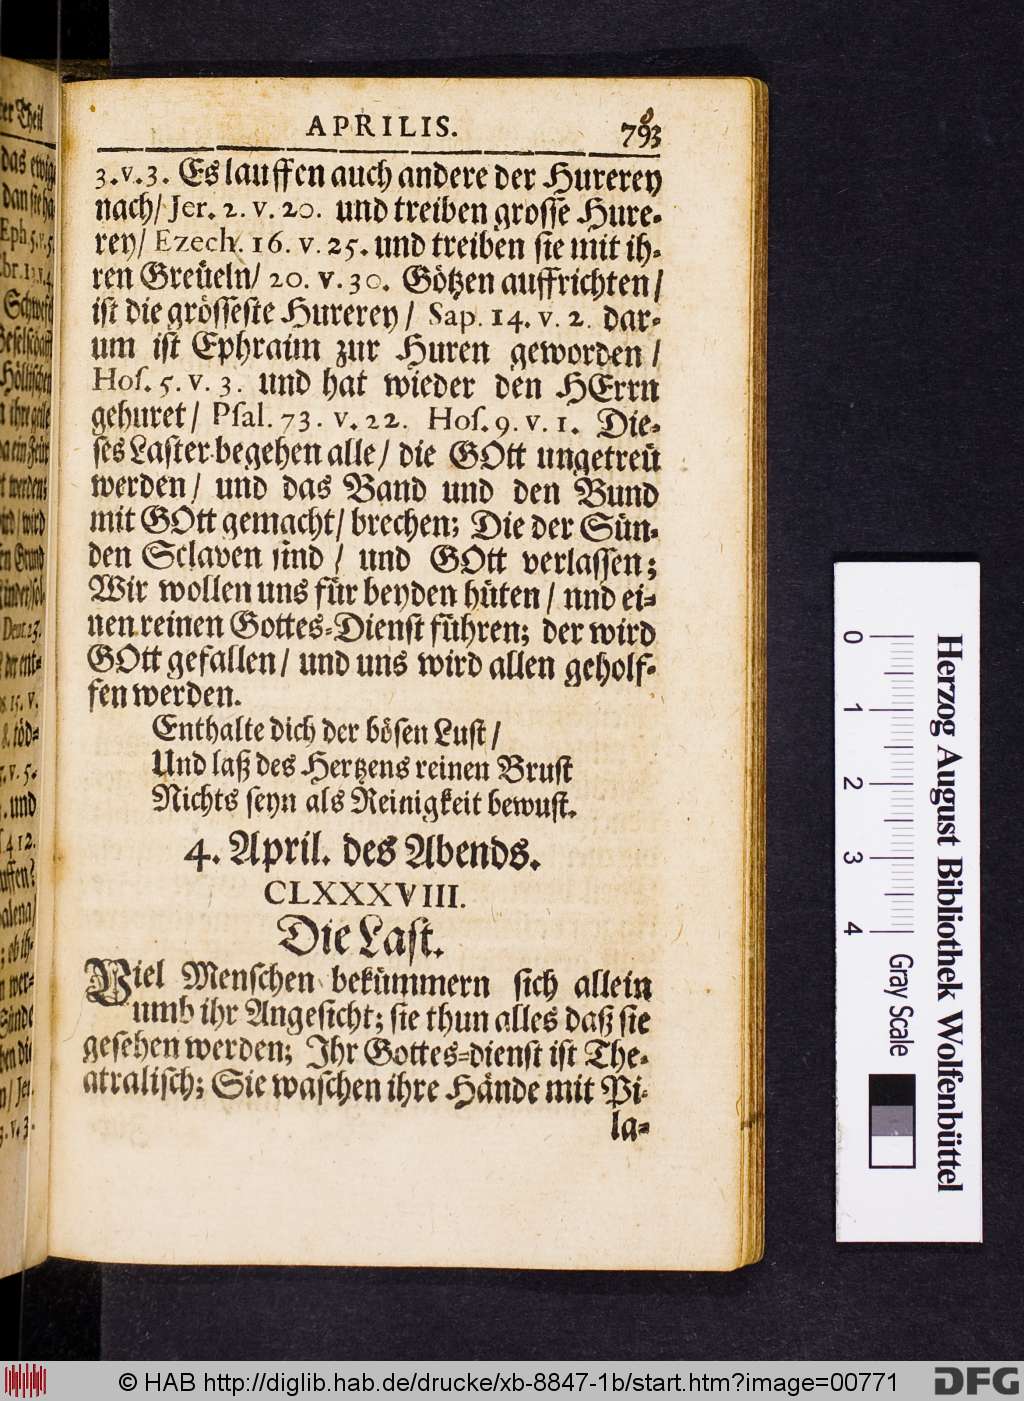 APRILIS. 793
3. v. 3. Es lauffen auch andere der Hurerey
nach/ Jer. 2. v. 20. und treiben grosse Hure-
rey/ Ezech. 16. v. 25. und treiben sie mit ih-
ren Greüeln/ 20. v. 30. Götzen auffrichten/
ist die grösseste Hurerey/ Sap. 14. v. 2. dar-
um ist Ephraim zur Huren geworden/
Hos. 5. v. 3. und hat wieder den HErrn
gehuret/ Psal. 73. v. 22. Hos. 9. v. 1. Die-
ses Laster begehen alle/ die GOtt ungetreü
werden/ und das Band und den Bund
mit GOtt gemacht/ brechen; Die der Sün-
den Sclaven sind/ und GOtt verlassen;
Wir wollen uns für beyden hüten/ und ei-
nen reinen Gottes-Dienst führen; der wird
GOtt gefallen/ und uns wird allen geholf-
fen werden.
Enthalte dich der bösen Lust/
Und laß des Hertzens reinen Brust
Nichts seyn als Reinigkeit bewust.
4. April. des Abends.
CLXXXVIII.
Die Last.
Viel Menschen bekümmern sich allein
umb ihr Angesicht; sie thun alles daß sie
gesehen werden; Ihr Gottes-dienst ist The-
atralisch; Sie waschen ihre Hände mit Pi-
la-
Herzog August Bibliothek Wolfenbüttel
0 1 2 3 4 Gray Scale
© HAB http://diglib.hab.de/drucke/xb-8847-1b/start.htm?image=00771
DFG